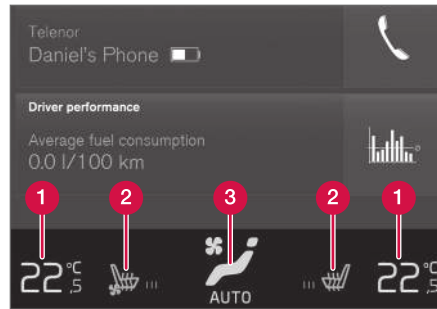 Telenor
Daniel's Phone
Driver performance
Average fuel consumption
0.0 l/100 km
1 2 3 2 1
22 °C ,5 22 °C ,5
AUTO